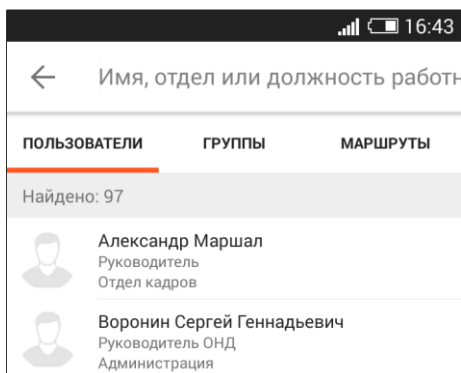 16:43
Имя, отдел или должность работн
ПОЛЬЗОВАТЕЛИ ГРУППЫ МАРШРУТЫ
Найдено: 97
Александр Маршал
Руководитель
Отдел кадров
Воронин Сергей Геннадьевич
Руководитель ОНД
Администрация